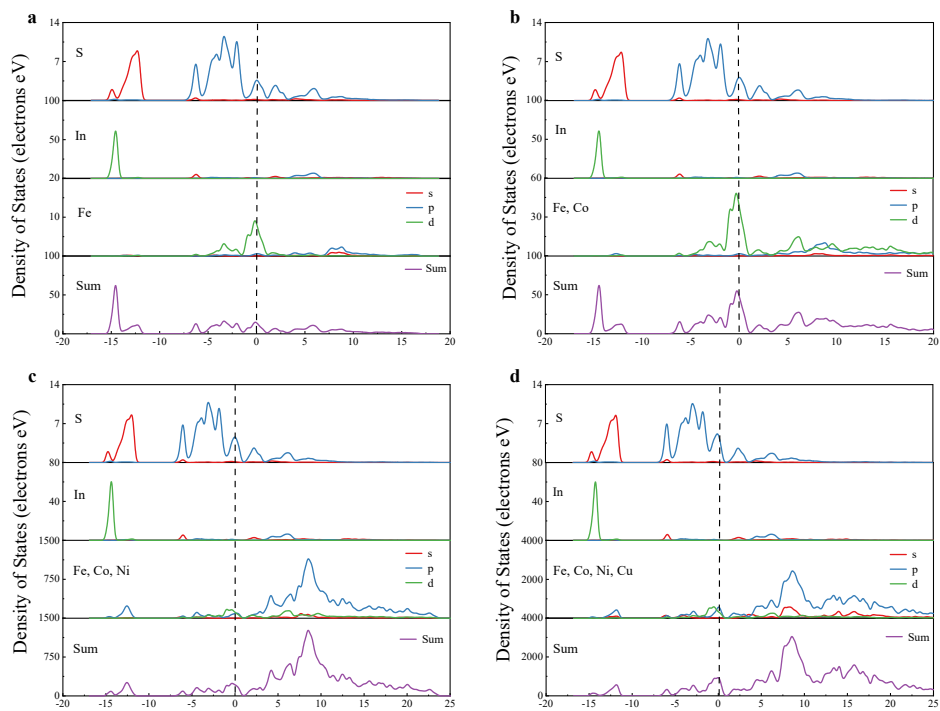 a
Density of States (electrons eV)
14
S
7
100
In
50
20
Fe
s
p
d
10
100
Sum
Sum
50
0
-20 -15 -10 -5 0 5 10 15 20
b
Density of States (electrons eV)
14
S
7
100
In
50
60
Fe, Co
s
p
d
30
100
Sum
Sum
50
0
-20 -15 -10 -5 0 5 10 15 20
c
Density of States (electrons eV)
14
S
7
80
In
40
1500
Fe, Co, Ni
s
p
d
750
1500
Sum
Sum
750
0
-20 -15 -10 -5 0 5 10 15 20 25
d
Density of States (electrons eV)
14
S
7
80
In
40
4000
Fe, Co, Ni, Cu
s
p
d
2000
4000
Sum
Sum
2000
0
-20 -15 -10 -5 0 5 10 15 20 25